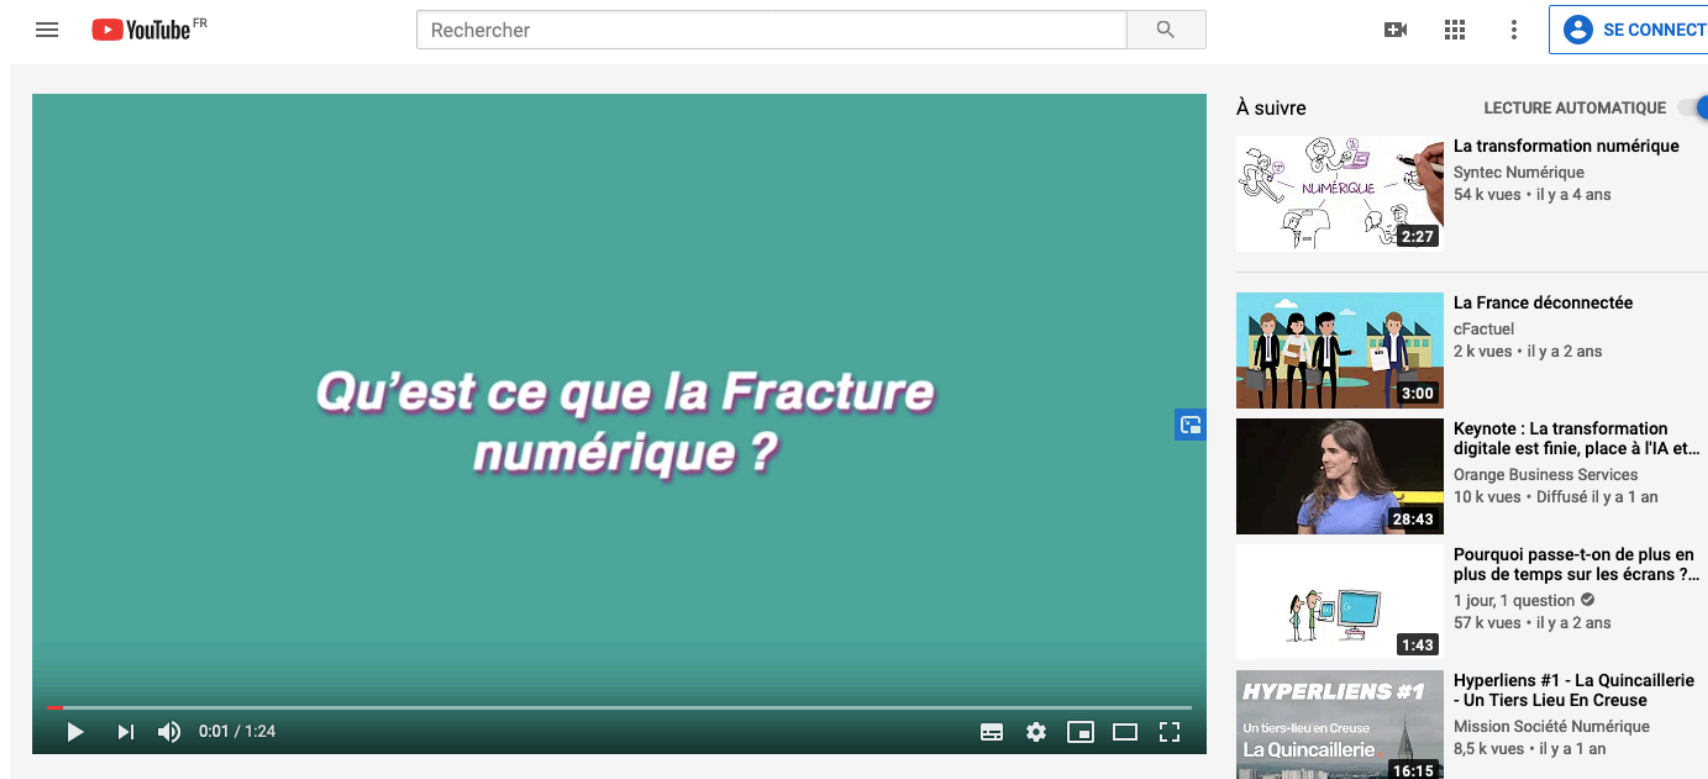 YouTube FR
Rechercher
SE CONNECT
Qu'est ce que la Fracture
numérique ?
0:01 / 1:24
À suivre
LECTURE AUTOMATIQUE
NUMÉRIQUE
2:27
La transformation numérique
Syntec Numérique
54 k vues • il y a 4 ans
3:00
La France déconnectée
cFactuel
2 k vues • il y a 2 ans
28:43
Keynote : La transformation
digitale est finie, place à l'IA et...
Orange Business Services
10 k vues • Diffusé il y a 1 an
1:43
Pourquoi passe-t-on de plus en
plus de temps sur les écrans ?...
1 jour, 1 question
57 k vues • il y a 2 ans
HYPERLIENS #1
Un tiers-lieu en Creuse
La Quincaillerie
16:15
Hyperliens #1 - La Quincaillerie
- Un Tiers Lieu En Creuse
Mission Société Numérique
8,5 k vues • il y a 1 an